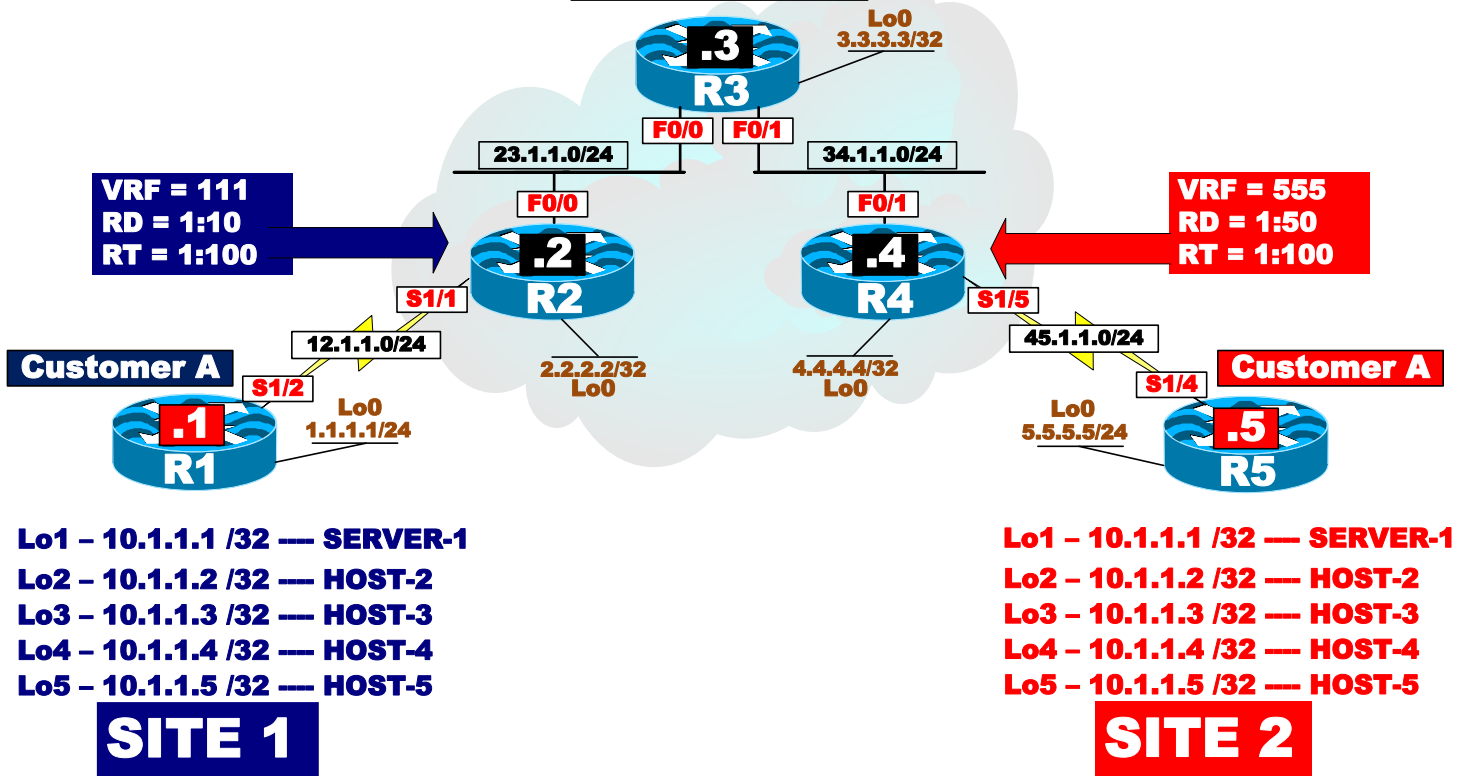 Lo0
3.3.3.3/32
.3
R3
F0/0
F0/1
23.1.1.0/24
34.1.1.0/24
VRF = 111
RD = 1:10
RT = 1:100
F0/0
F0/1
VRF = 555
RD = 1:50
RT = 1:100
.2
R2
.4
R4
S1/1
S1/5
12.1.1.0/24
45.1.1.0/24
2.2.2.2/32
Lo0
4.4.4.4/32
Lo0
Customer A
S1/2
S1/4
Customer A
.1
R1
Lo0
1.1.1.1/24
Lo0
5.5.5.5/24
.5
R5
Lo1 – 10.1.1.1 /32 ---- SERVER-1
Lo2 – 10.1.1.2 /32 ---- HOST-2
Lo3 – 10.1.1.3 /32 ---- HOST-3
Lo4 – 10.1.1.4 /32 ---- HOST-4
Lo5 – 10.1.1.5 /32 ---- HOST-5
SITE 1
Lo1 – 10.1.1.1 /32 ---- SERVER-1
Lo2 – 10.1.1.2 /32 ---- HOST-2
Lo3 – 10.1.1.3 /32 ---- HOST-3
Lo4 – 10.1.1.4 /32 ---- HOST-4
Lo5 – 10.1.1.5 /32 ---- HOST-5
SITE 2